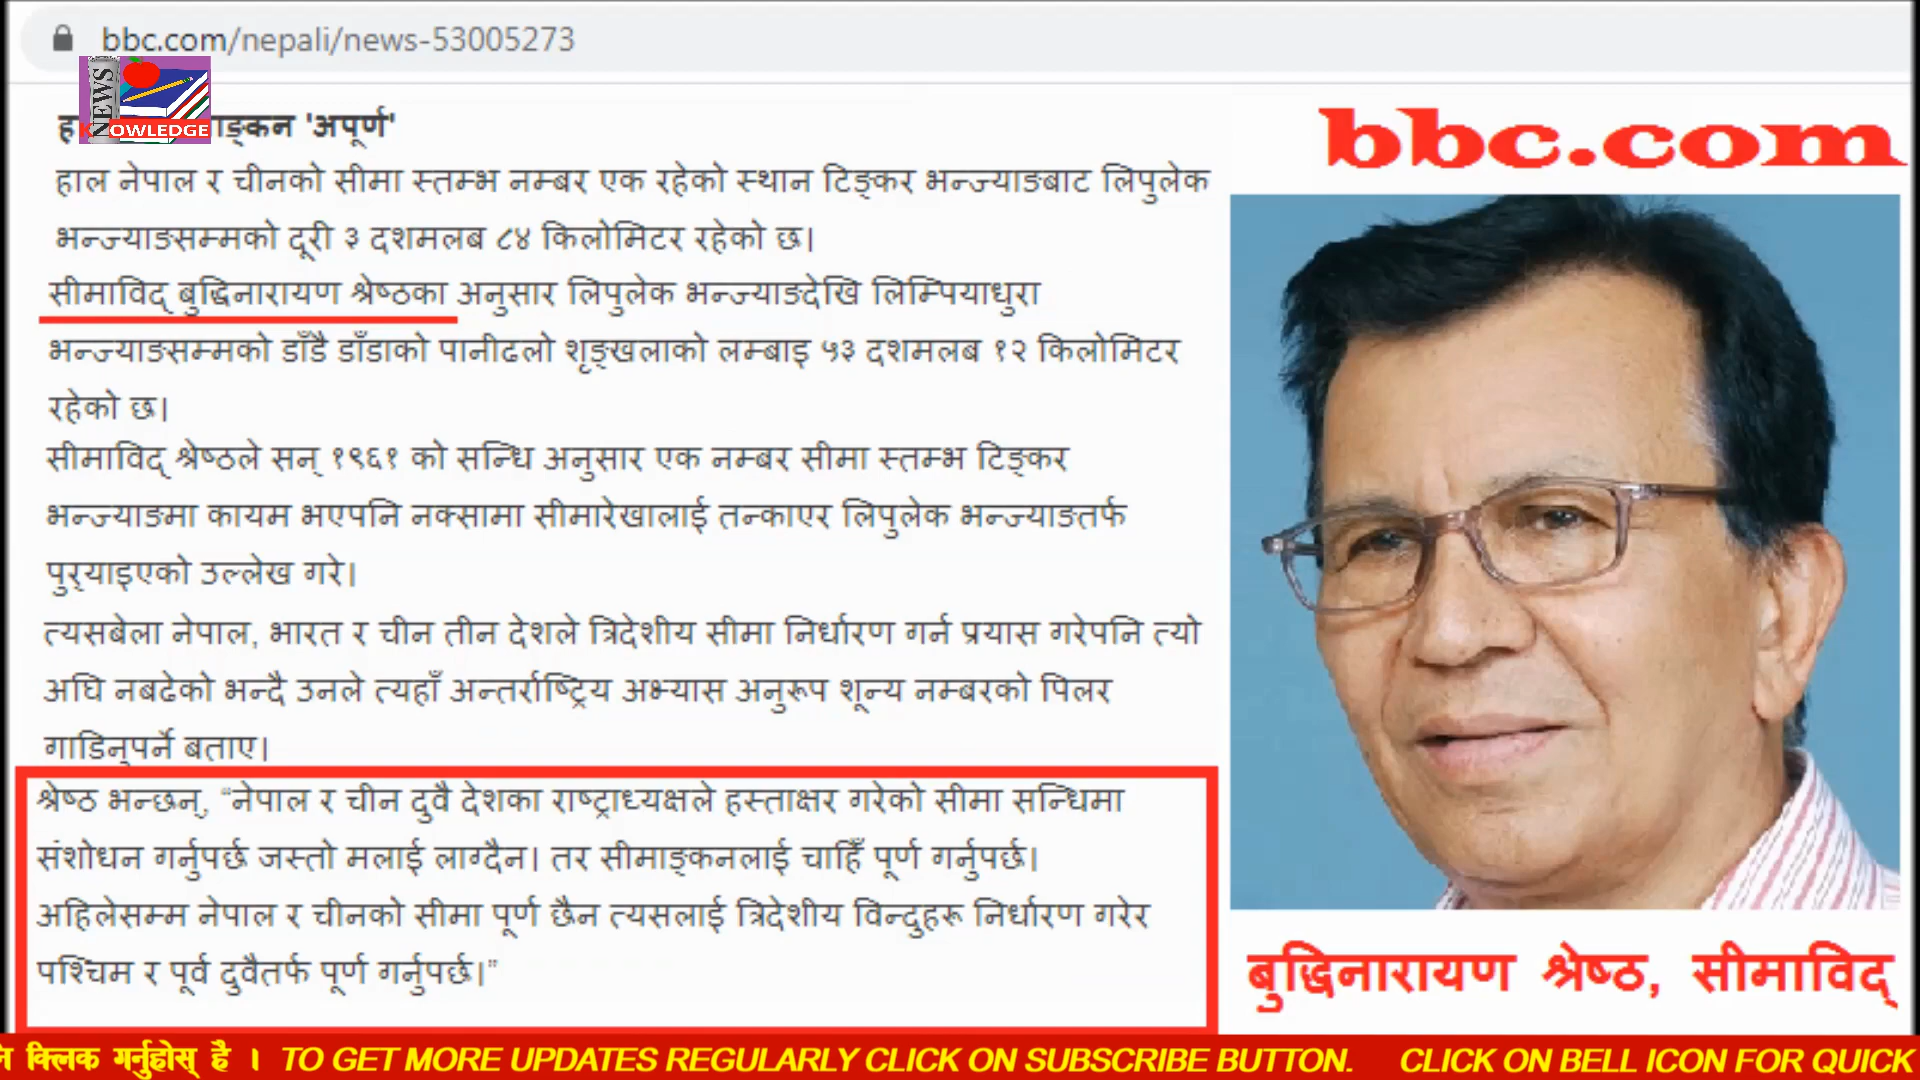 bbc.com/nepali/news-53005273
NEWS
KNOWLEDGE
ाङ्कन 'अपूर्ण'
हाल नेपाल र चीनको सीमा स्तम्भ नम्बर एक रहेको स्थान टिङ्कर भन्ज्याङबाट लिपुलेक
भन्ज्याङसम्मको दूरी ३ दशमलब ८४ किलोमिटर रहेको छ।
सीमाविद् बुद्धिनारायण श्रेष्ठका अनुसार लिपुलेक भन्ज्याङदेखि लिम्पियाधुरा
भन्ज्याङसम्मको डाँडै डाँडाको पानीढलो शृङ्खलाको लम्बाइ ५३ दशमलब १२ किलोमिटर
रहेको छ।
सीमाविद् श्रेष्ठले सन् १९६१ को सन्धि अनुसार एक नम्बर सीमा स्तम्भ टिङ्कर
भन्ज्याङमा कायम भएपनि नक्सामा सीमारेखालाई तन्काएर लिपुलेक भन्ज्याङतर्फ
पुर्‍याइएको उल्लेख गरे।
त्यसबेला नेपाल, भारत र चीन तीन देशले त्रिदेशीय सीमा निर्धारण गर्न प्रयास गरेपनि त्यो
अघि नबढेको भन्दै उनले त्यहाँ अन्तर्राष्ट्रिय अभ्यास अनुरूप शून्य नम्बरको पिलर
गाडिनुपर्ने बताए।
श्रेष्ठ भन्छन्, “नेपाल र चीन दुवै देशका राष्ट्राध्यक्षले हस्ताक्षर गरेको सीमा सन्धिमा
संशोधन गर्नुपर्छ जस्तो मलाई लाग्दैन। तर सीमाङ्कनलाई चाहिँ पूर्ण गर्नुपर्छ।
अहिलेसम्म नेपाल र चीनको सीमा पूर्ण छैन त्यसलाई त्रिदेशीय विन्दुहरू निर्धारण गरेर
पश्चिम र पूर्व दुवैतर्फ पूर्ण गर्नुपर्छ।”
bbc.com
बुद्धिनारायण श्रेष्ठ, सीमाविद्
क्लिक गर्नुहोस् है । TO GET MORE UPDATES REGULARLY CLICK ON SUBSCRIBE BUTTON. CLICK ON BELL ICON FOR QUICK